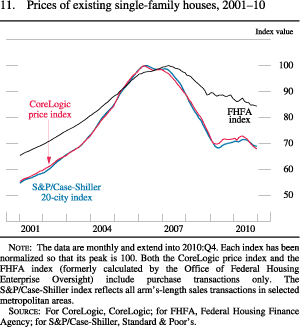 11. Prices of existing single-family houses, 2001–10
Index value
CoreLogic
price index
FHFA
index
S&P/Case-Shiller
20-city index
100
90
80
70
60
50
2001
2004
2007
2010
NOTE: The data are monthly and extend into 2010:Q4. Each index has been
normalized so that its peak is 100. Both the CoreLogic price index and the
FHFA index (formerly calculated by the Office of Federal Housing
Enterprise Oversight) include purchase transactions only. The
S&P/Case-Shiller index reflects all arm's-length sales transactions in selected
metropolitan areas.
SOURCE: For CoreLogic, CoreLogic; for FHFA, Federal Housing Finance
Agency; for S&P/Case-Shiller, Standard & Poor's.